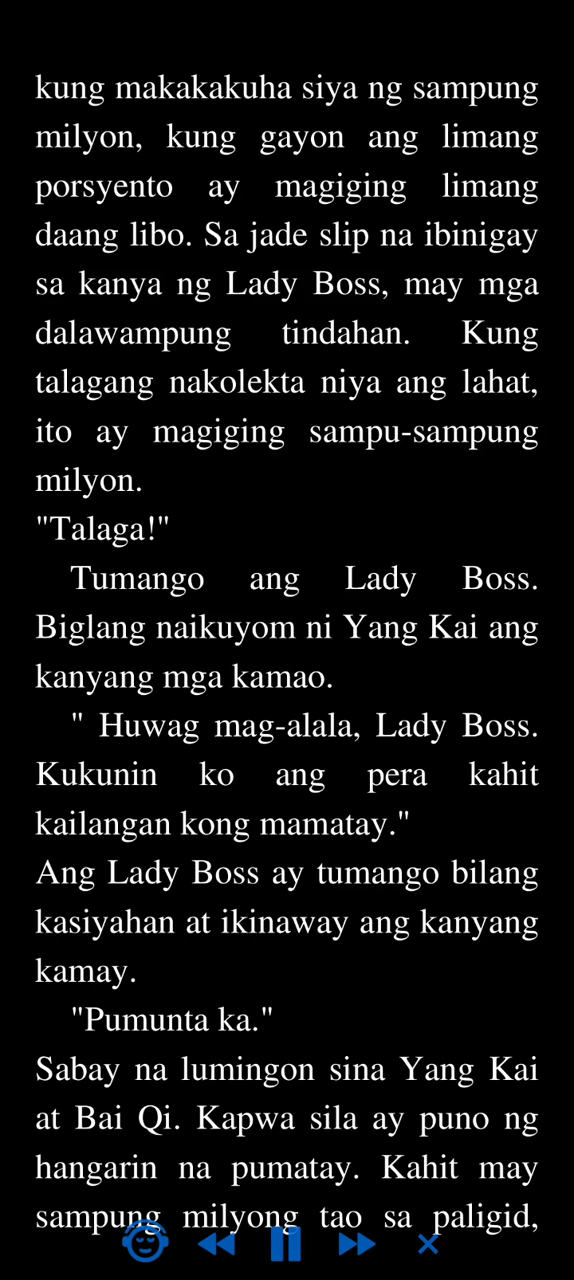 kung makakakuha siya ng sampung
milyon, kung gayon ang limang
porsyento ay magiging limang
daang libo. Sa jade slip na ibinigay
sa kanya ng Lady Boss, may mga
dalawampung tindahan. Kung
talagang nakolekta niya ang lahat,
ito ay magiging sampu-sampung
milyon.
"Talaga!"
Tumango ang Lady Boss.
Biglang naikuyom ni Yang Kai ang
kanyang mga kamao.
" Huwag mag-alala, Lady Boss.
Kukunin ko ang pera kahit
kailangan kong mamatay."
Ang Lady Boss ay tumango bilang
kasiyahan at ikinaway ang kanyang
kamay.
"Pumunta ka."
Sabay na lumingon sina Yang Kai
at Bai Qi. Kapwa sila ay puno ng
hangarin na pumatay. Kahit may
sampung milyong tao sa paligid,